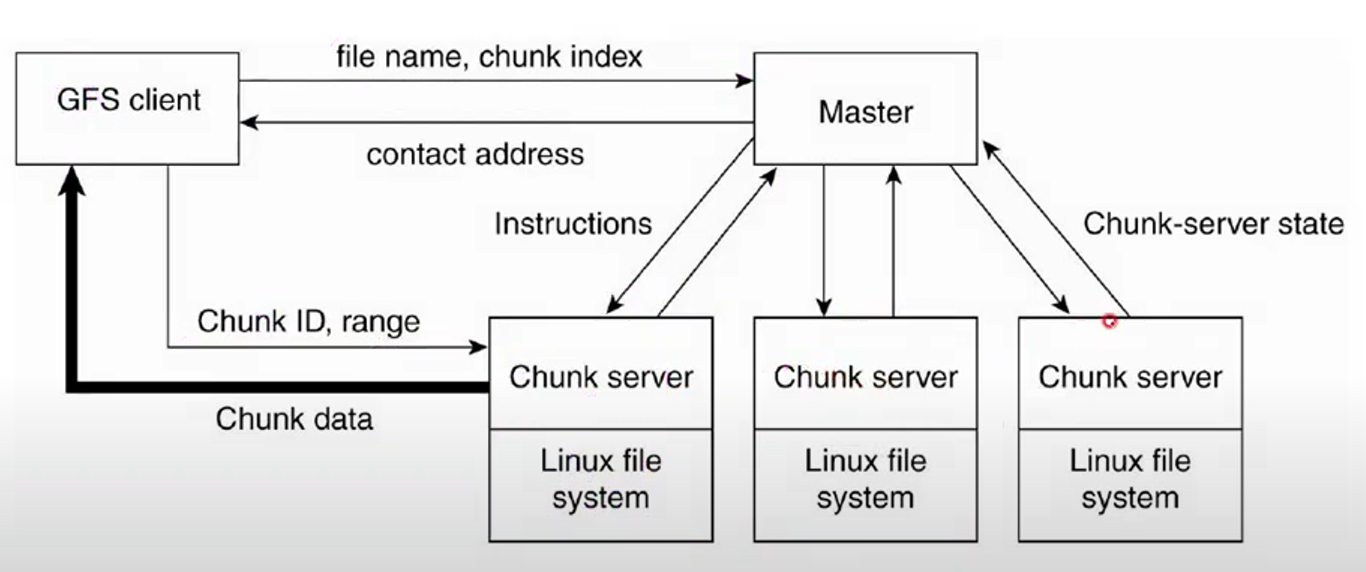 file name, chunk index
GFS client
Master
contact address
Instructions
Chunk-server state
Chunk ID, range
Chunk server
Chunk server
Chunk server
Chunk data
Linux file
system
Linux file
system
Linux file
system